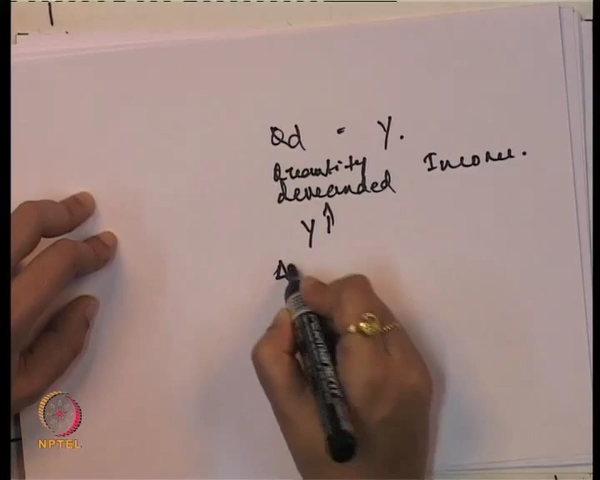 Qd - Y.
Quantity
demanded Income.
Y ↑
Δ
NPTEL